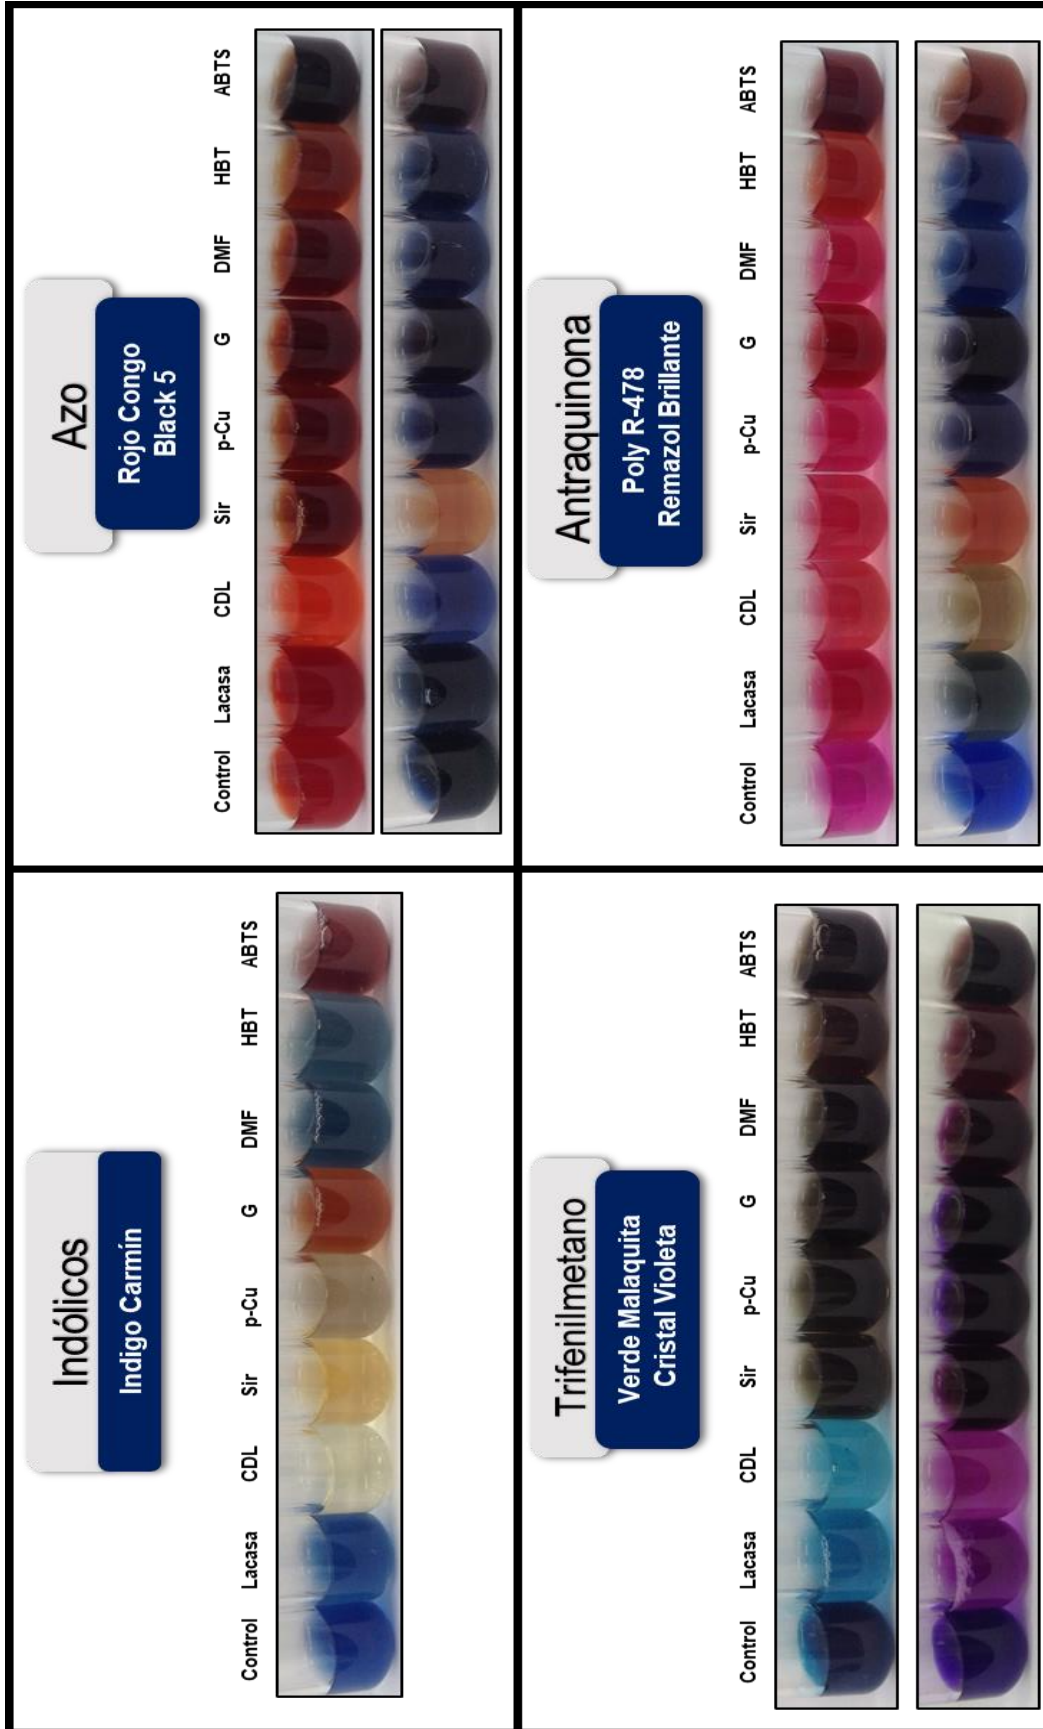 Indólicos
Indigo Carmín
Control Lacasa CDL Sir p-Cu G DMF HBT ABTS
Azo
Rojo Congo
Black 5
Control Lacasa CDL Sir p-Cu G DMF HBT ABTS
Trifenilmetano
Verde Malaquita
Cristal Violeta
Control Lacasa CDL Sir p-Cu G DMF HBT ABTS
Antraquinona
Poly R-478
Remazol Brillante
Control Lacasa CDL Sir p-Cu G DMF HBT ABTS